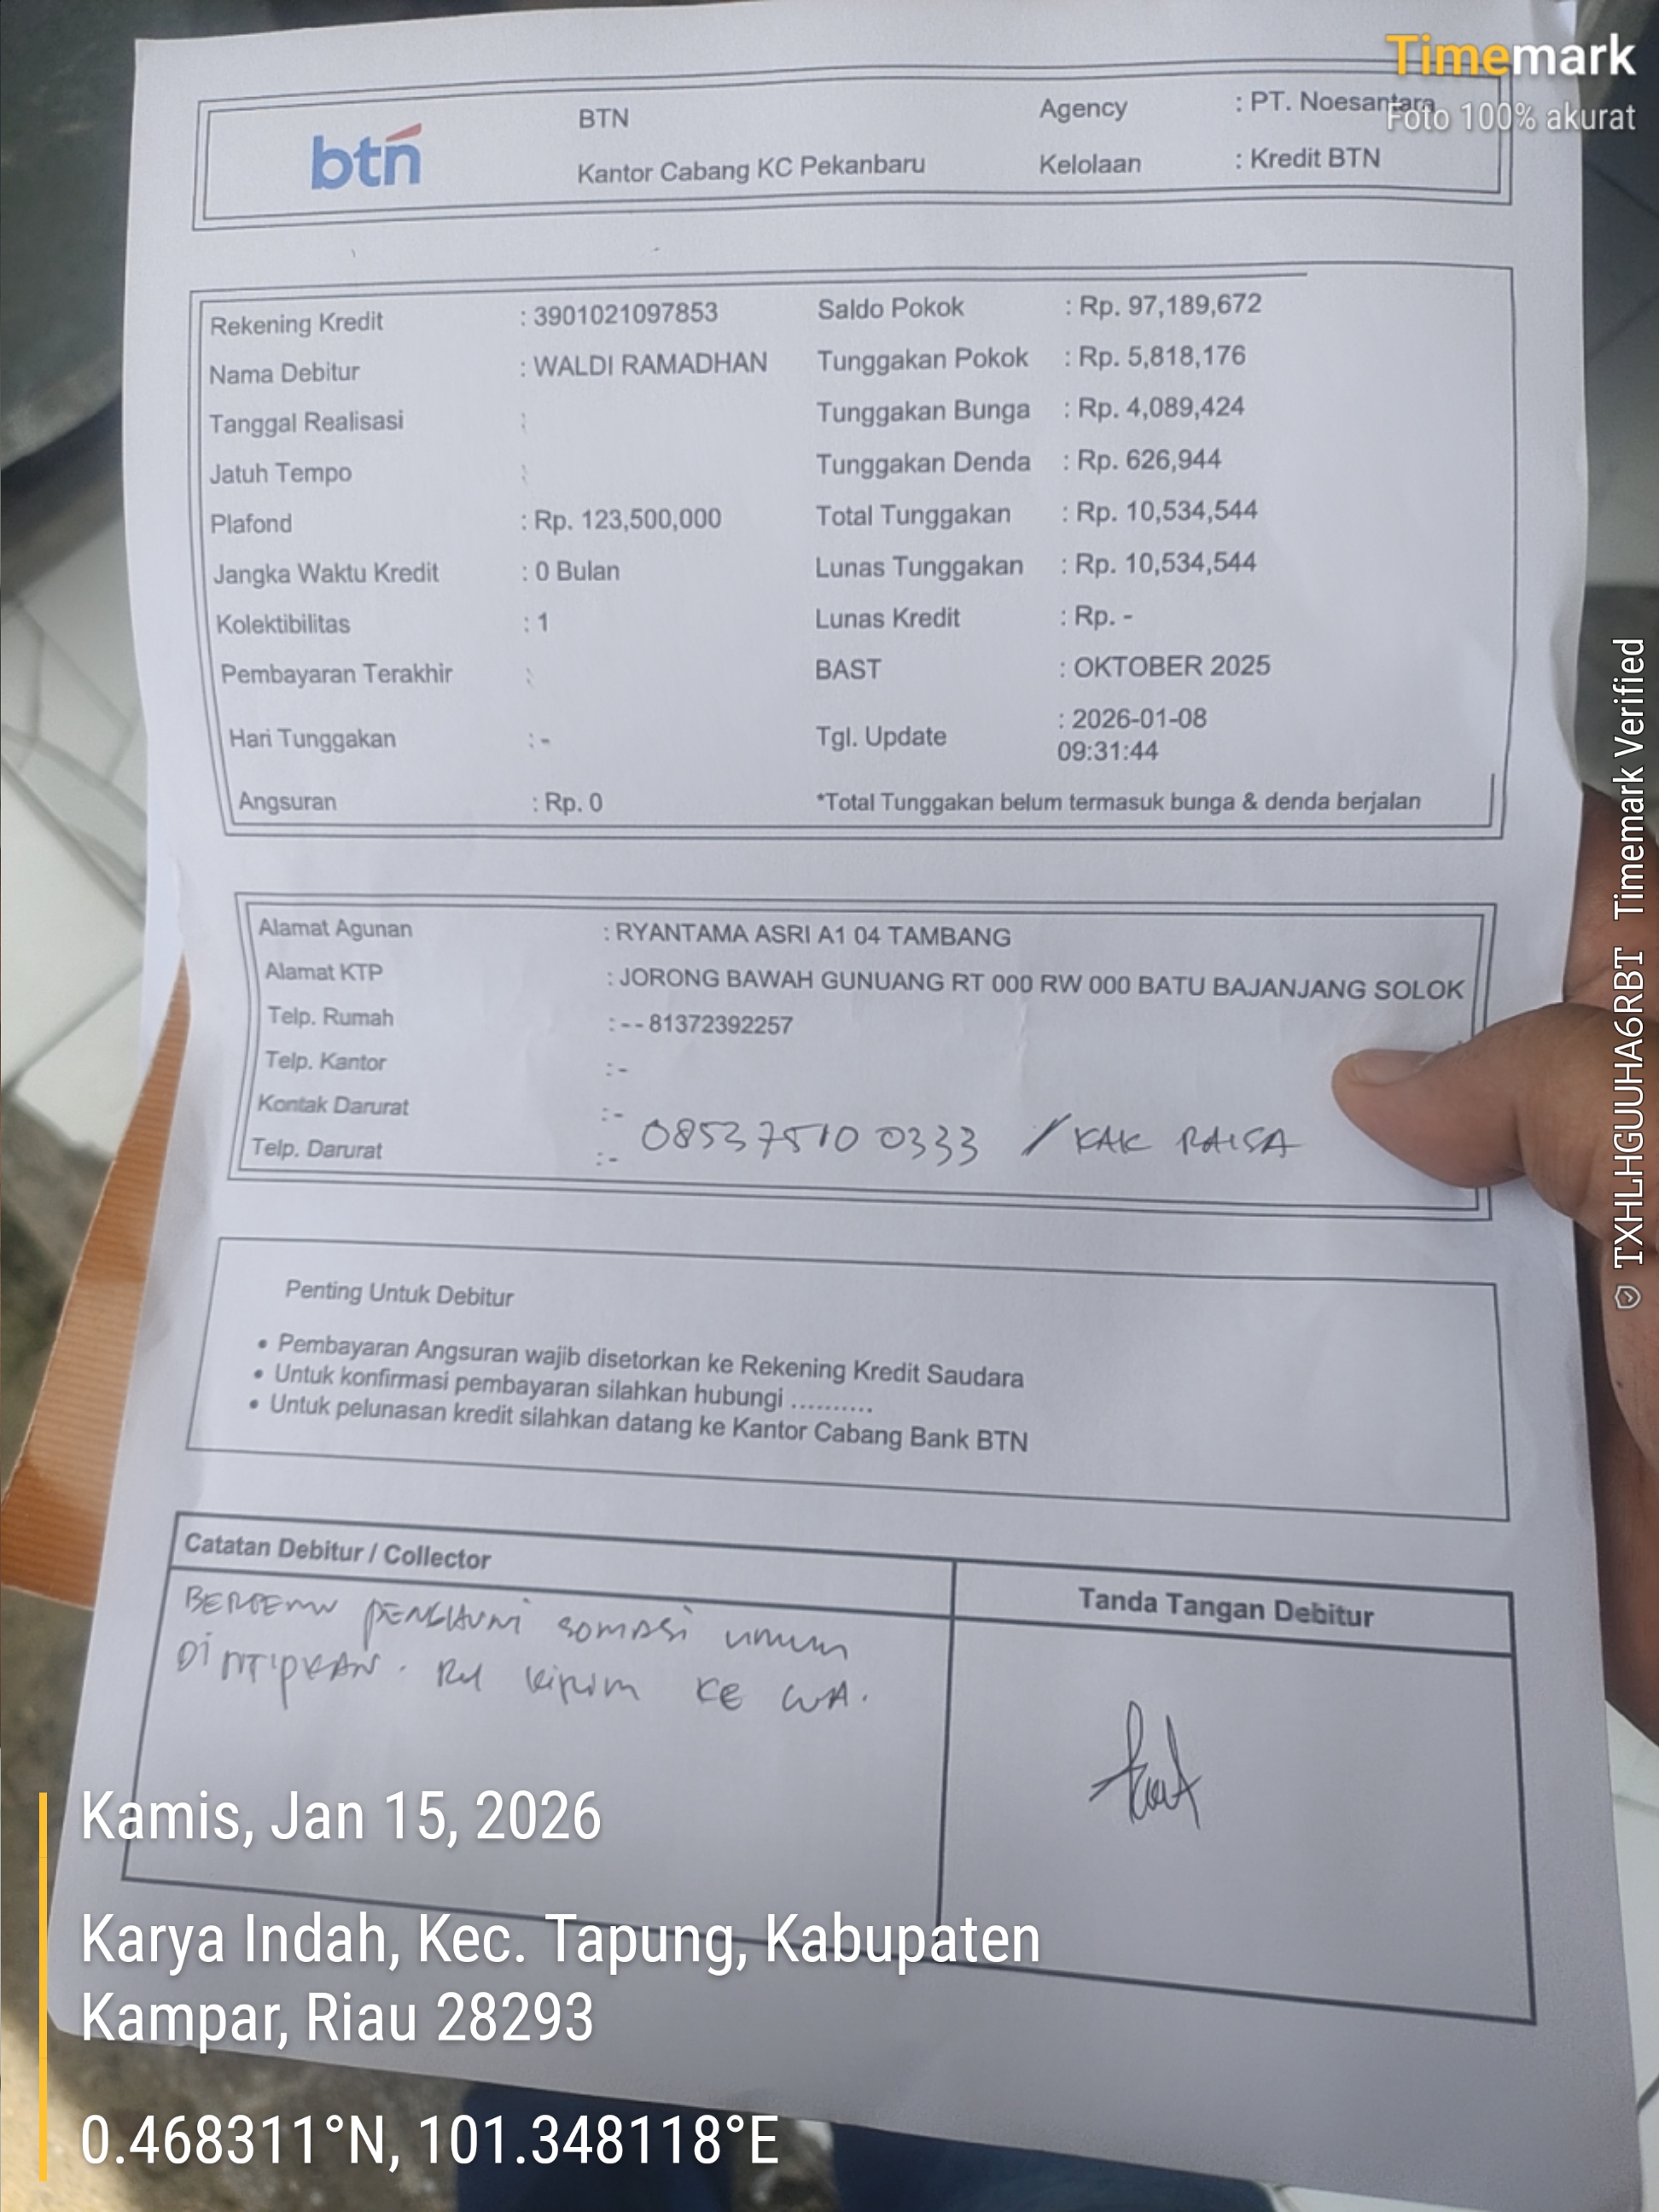 Timemark
Foto 100% akurat
btn
BTN
Kantor Cabang KC Pekanbaru
Agency : PT. Noesantara
Kelolaan : Kredit BTN
Rekening Kredit : 3901021097853
Nama Debitur : WALDI RAMADHAN
Tanggal Realisasi :
Jatuh Tempo :
Plafond : Rp. 123,500,000
Jangka Waktu Kredit : 0 Bulan
Kolektibilitas : 1
Pembayaran Terakhir :
Hari Tunggakan : -
Angsuran : Rp. 0
Saldo Pokok : Rp. 97,189,672
Tunggakan Pokok : Rp. 5,818,176
Tunggakan Bunga : Rp. 4,089,424
Tunggakan Denda : Rp. 626,944
Total Tunggakan : Rp. 10,534,544
Lunas Tunggakan : Rp. 10,534,544
Lunas Kredit : Rp. -
BAST : OKTOBER 2025
Tgl. Update : 2026-01-08
09:31:44
*Total Tunggakan belum termasuk bunga & denda berjalan
Alamat Agunan : RYANTAMA ASRI A1 04 TAMBANG
Alamat KTP : JORONG BAWAH GUNUANG RT 000 RW 000 BATU BAJANJANG SOLOK
Telp. Rumah : - - 81372392257
Telp. Kantor : -
Kontak Darurat : -
Telp. Darurat : - 085375100333 / KAK RAISA
Penting Untuk Debitur
• Pembayaran Angsuran wajib disetorkan ke Rekening Kredit Saudara
• Untuk konfirmasi pembayaran silahkan hubungi ..........
• Untuk pelunasan kredit silahkan datang ke Kantor Cabang Bank BTN
Catatan Debitur / Collector
Tanda Tangan Debitur
BERTEMU PENGHUNI SOMASI umum
DiNTIPKAN. kirim KE WA.
Kamis, Jan 15, 2026
Karya Indah, Kec. Tapung, Kabupaten
Kampar, Riau 28293
0.468311°N, 101.348118°E
TXHLHGUUHA6RBT Timemark Verified